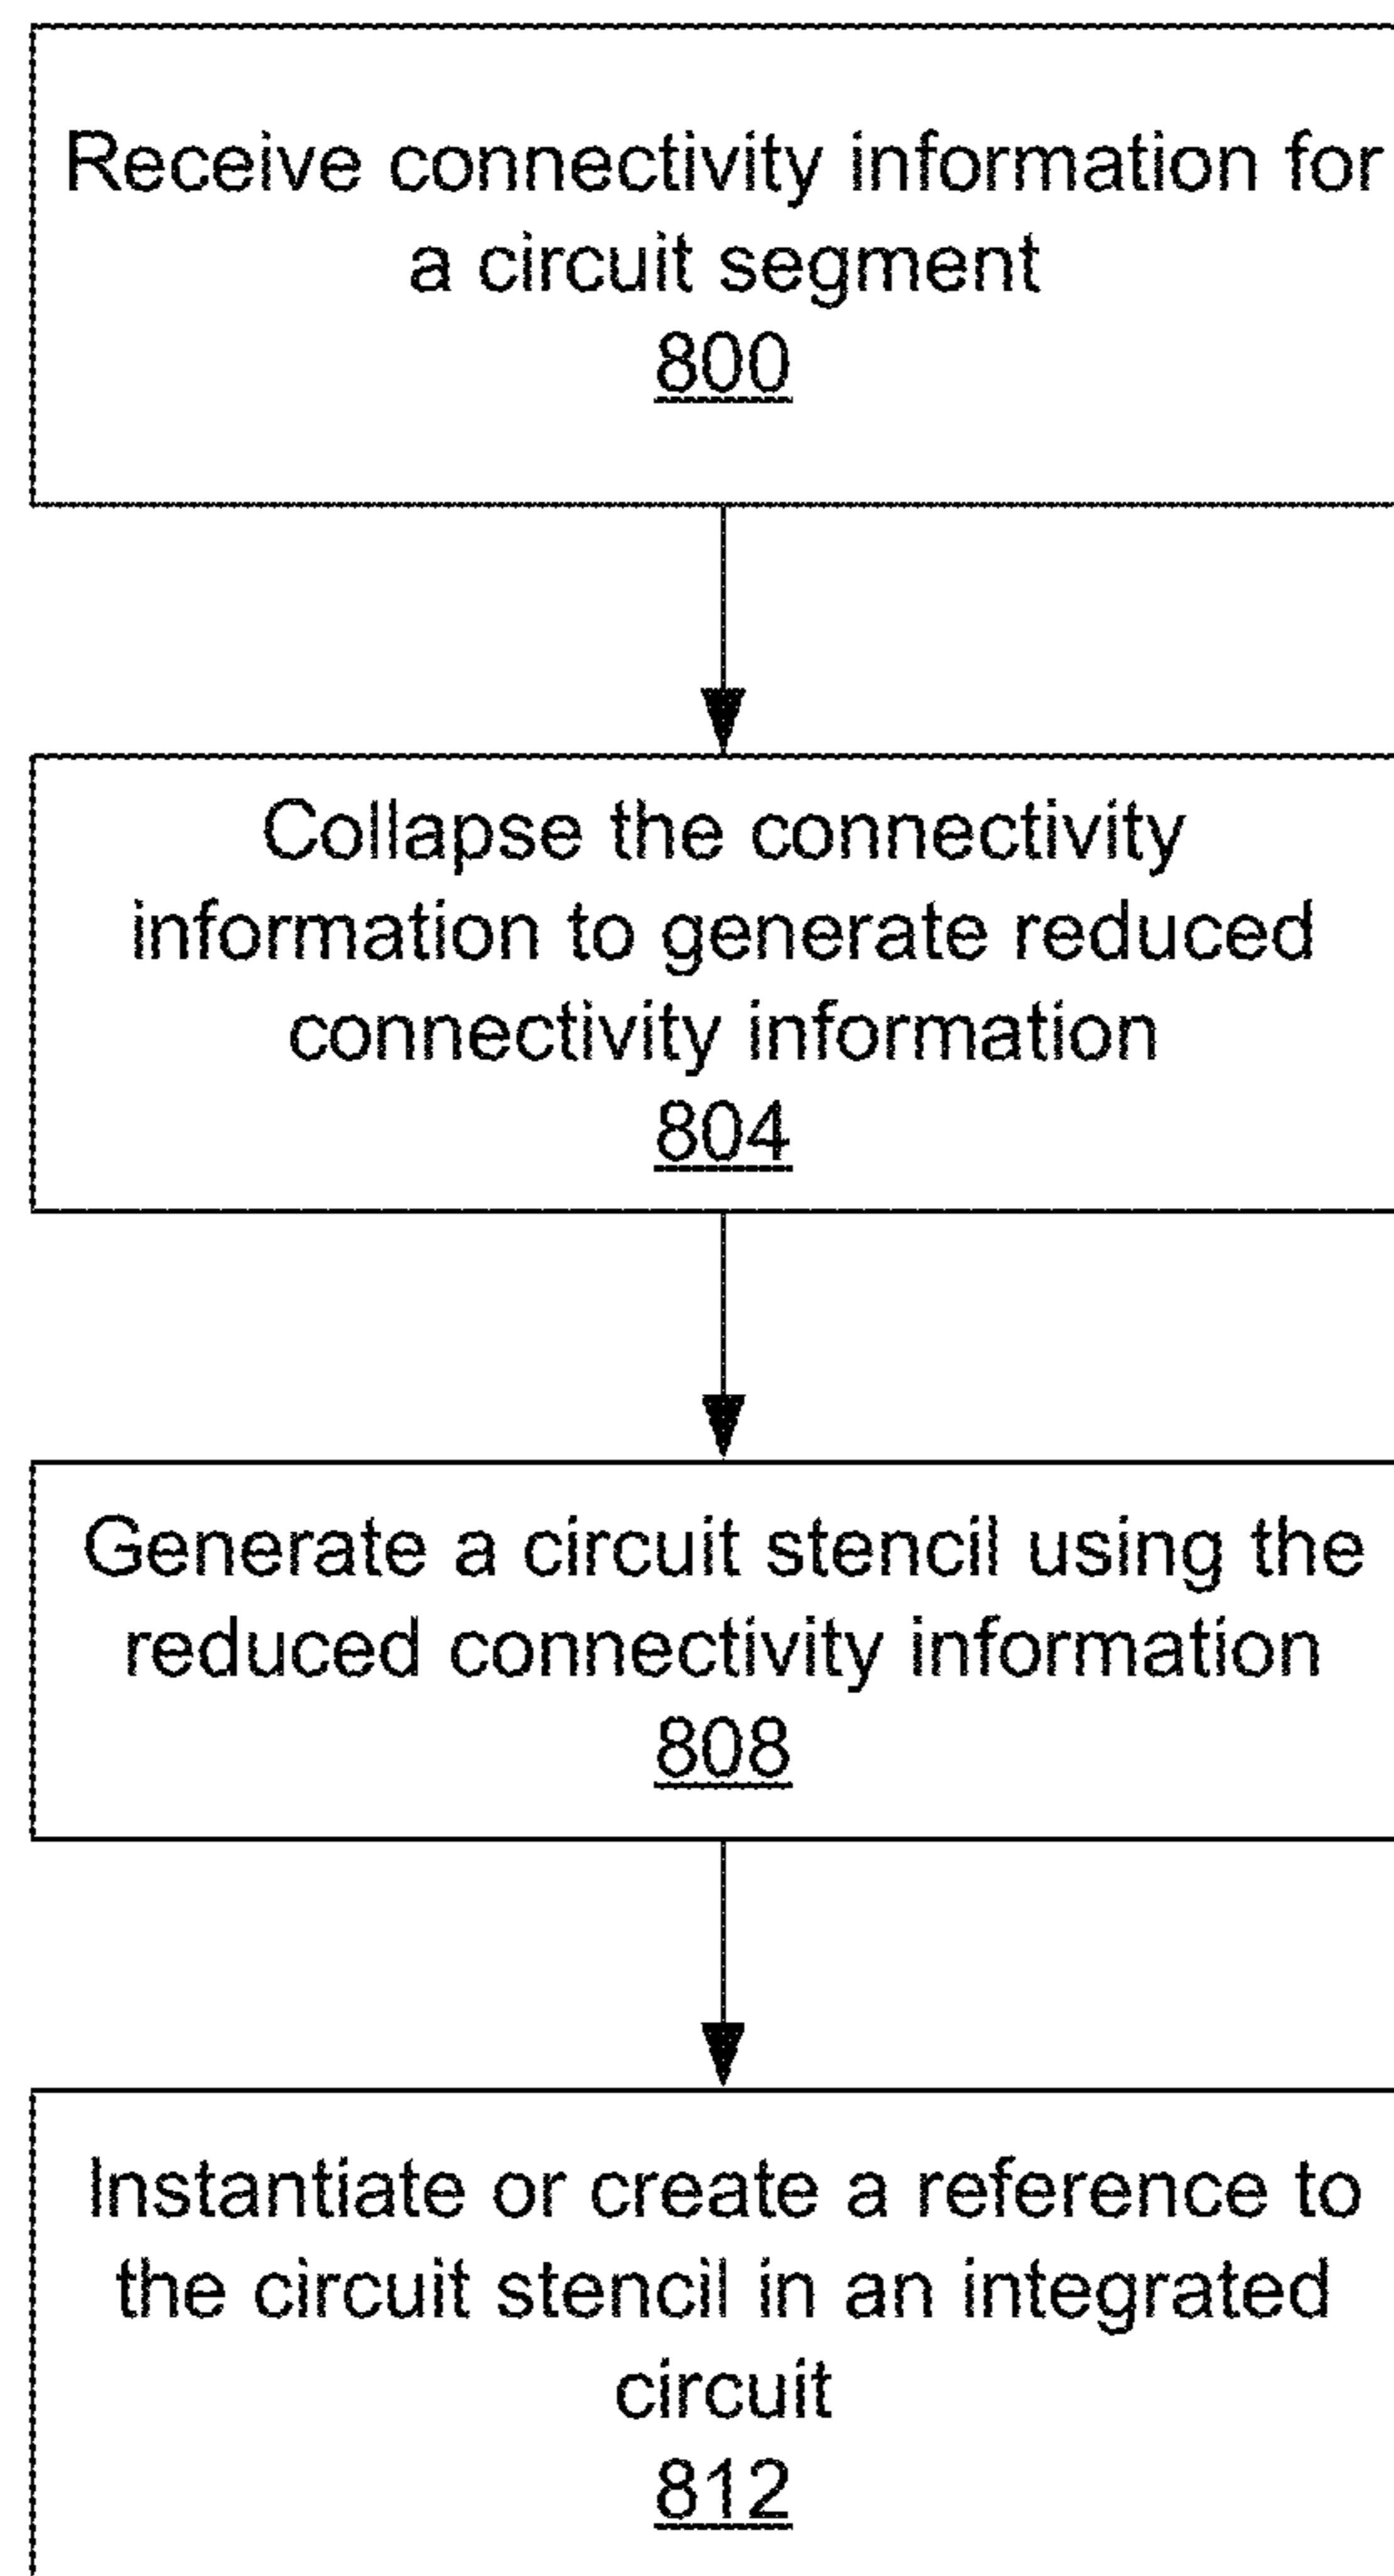 Receive connectivity information for
a circuit segment
800
Collapse the connectivity
information to generate reduced
connectivity information
804
Generate a circuit stencil using the
reduced connectivity information
808
Instantiate or create a reference to
the circuit stencil in an integrated
circuit
812